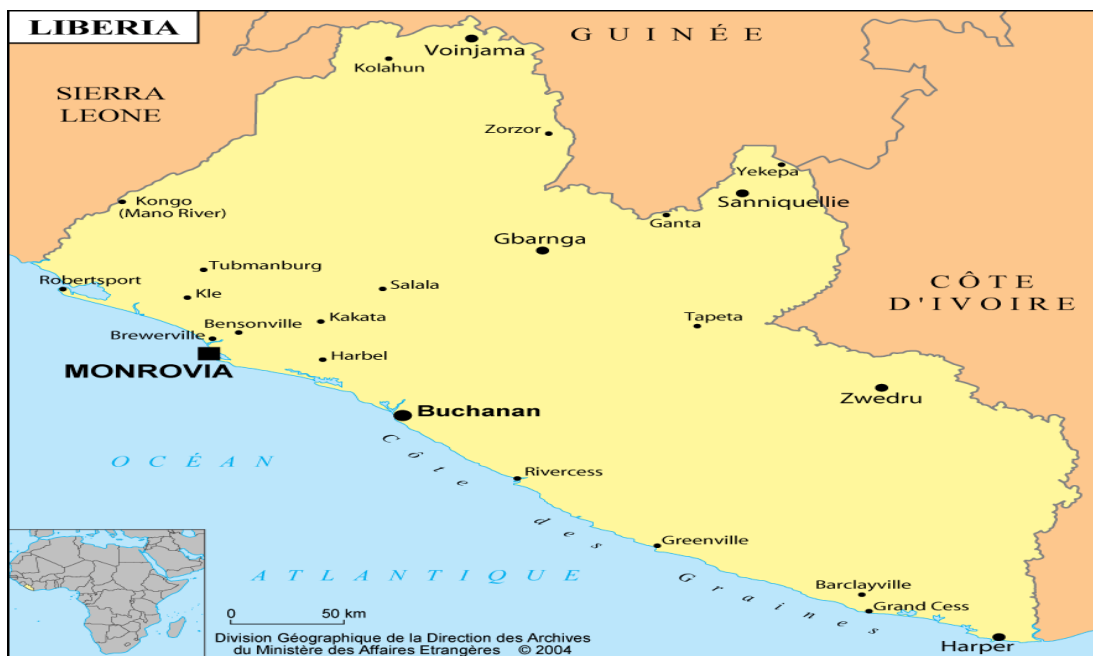 LIBERIA
GUINÉE
Voinjama
Kolahun
SIERRA
LEONE
Zorzor
Yekepa
Sanniquellie
Kongo
(Mano River)
Ganta
Gbarnga
Tubmanburg
CÔTE
D'IVOIRE
Robertsport
Salala
Kle
Kakata
Bensonville
Tapeta
Brewerville
MONROVIA
Harbel
Zwedru
Buchanan
Côte des Graines
OCÉAN
Rivercess
Greenville
ATLANTIQUE
Barclayville
Grand Cess
0 50 km
Harper
Division Géographique de la Direction des Archives
du Ministère des Affaires Etrangères © 2004